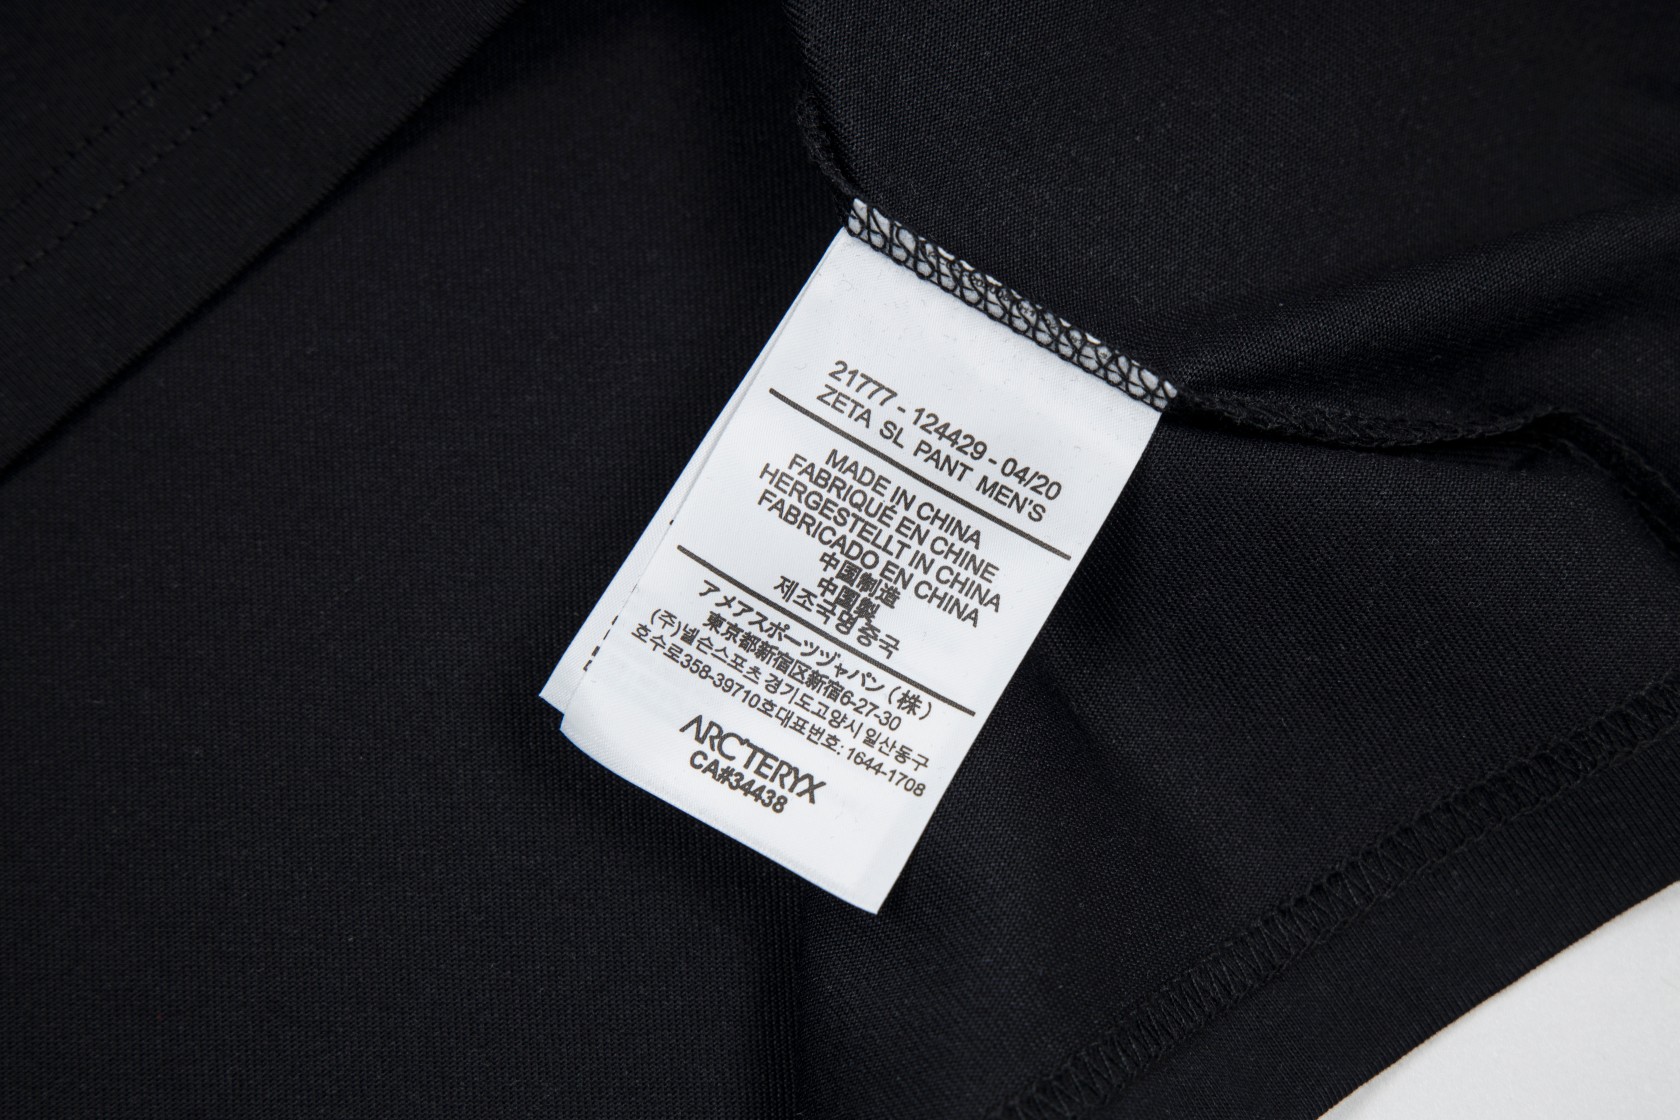 21777 - 124429 - 04/20
ZETA SL PANT MEN'S
MADE IN CHINA
FABRIQUÉ EN CHINE
HERGESTELLT IN CHINA
FABRICADO EN CHINA
中国制造
中国製
제조국명중국
アメアスポーツヅャパン（株）
東京都新宿区新宿6-27-30
(주)넬슨스포츠 경기도고양시 일산동구
호수로358-39710호대표번호: 1644-1708
ARC'TERYX
CA#34438